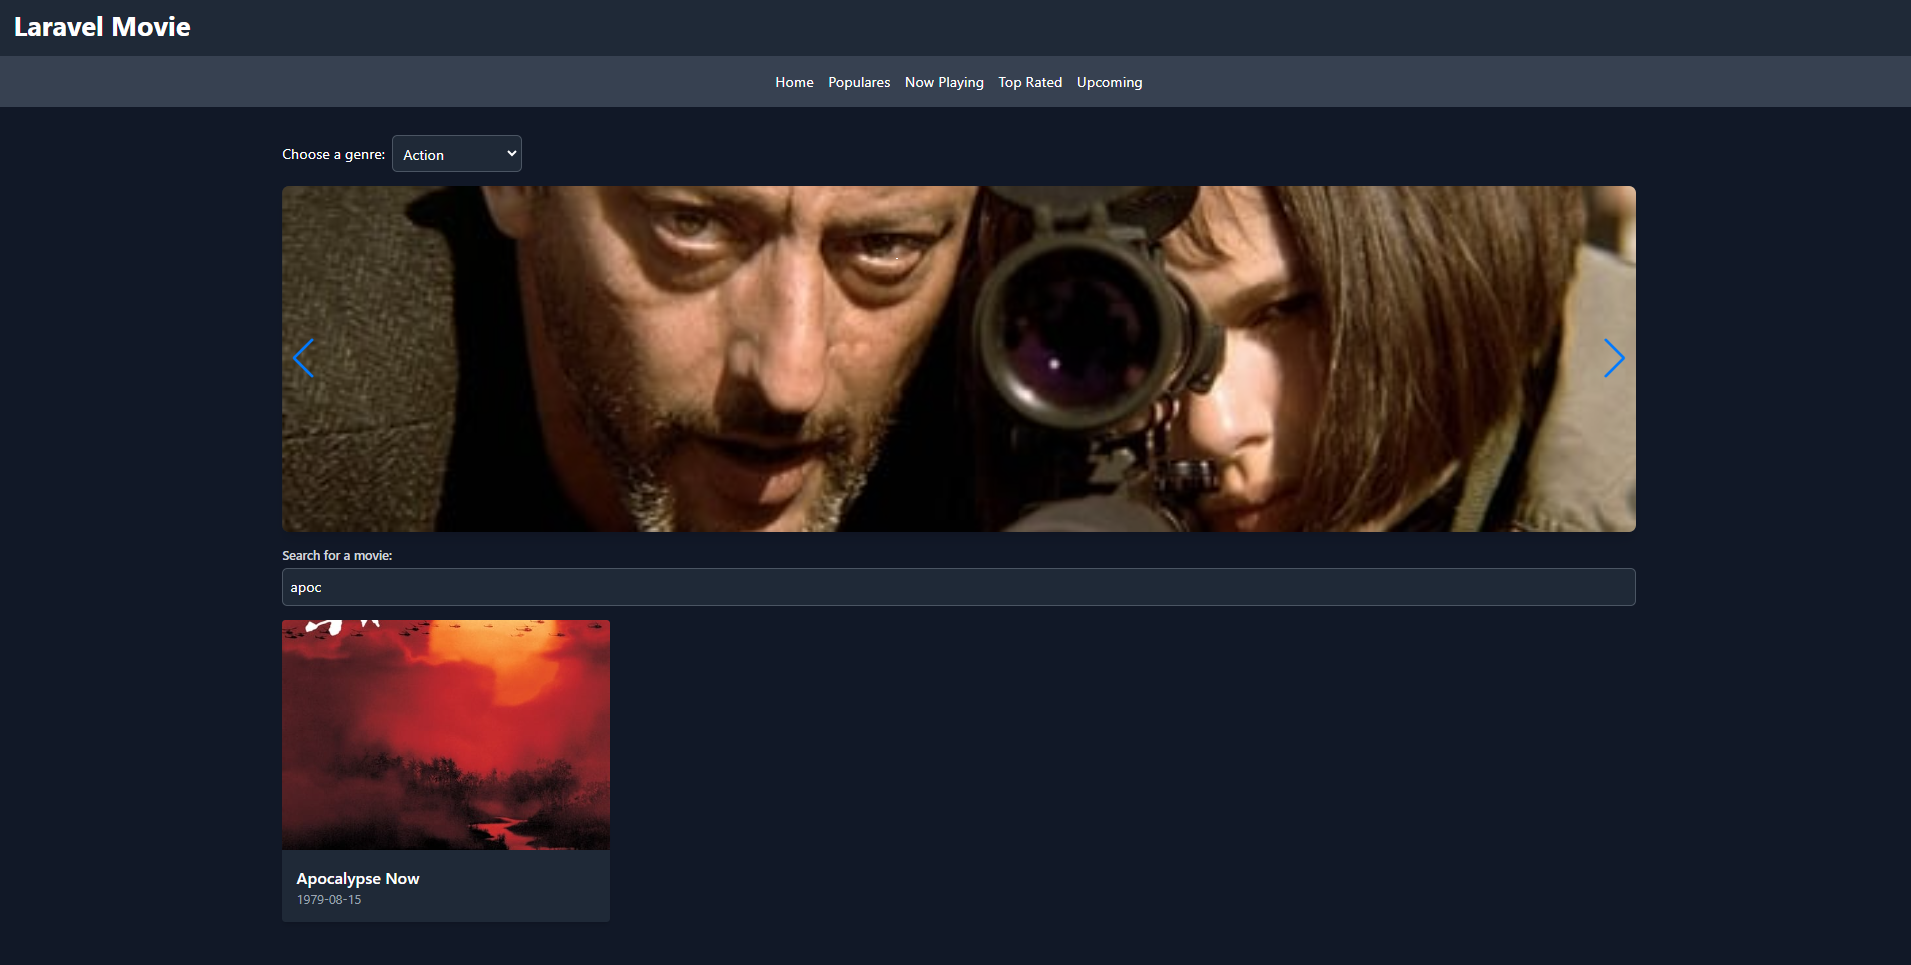 Laravel Movie
Home Populares Now Playing Top Rated Upcoming
Choose a genre: Action
Search for a movie:
apoc
Apocalypse Now
1979-08-15